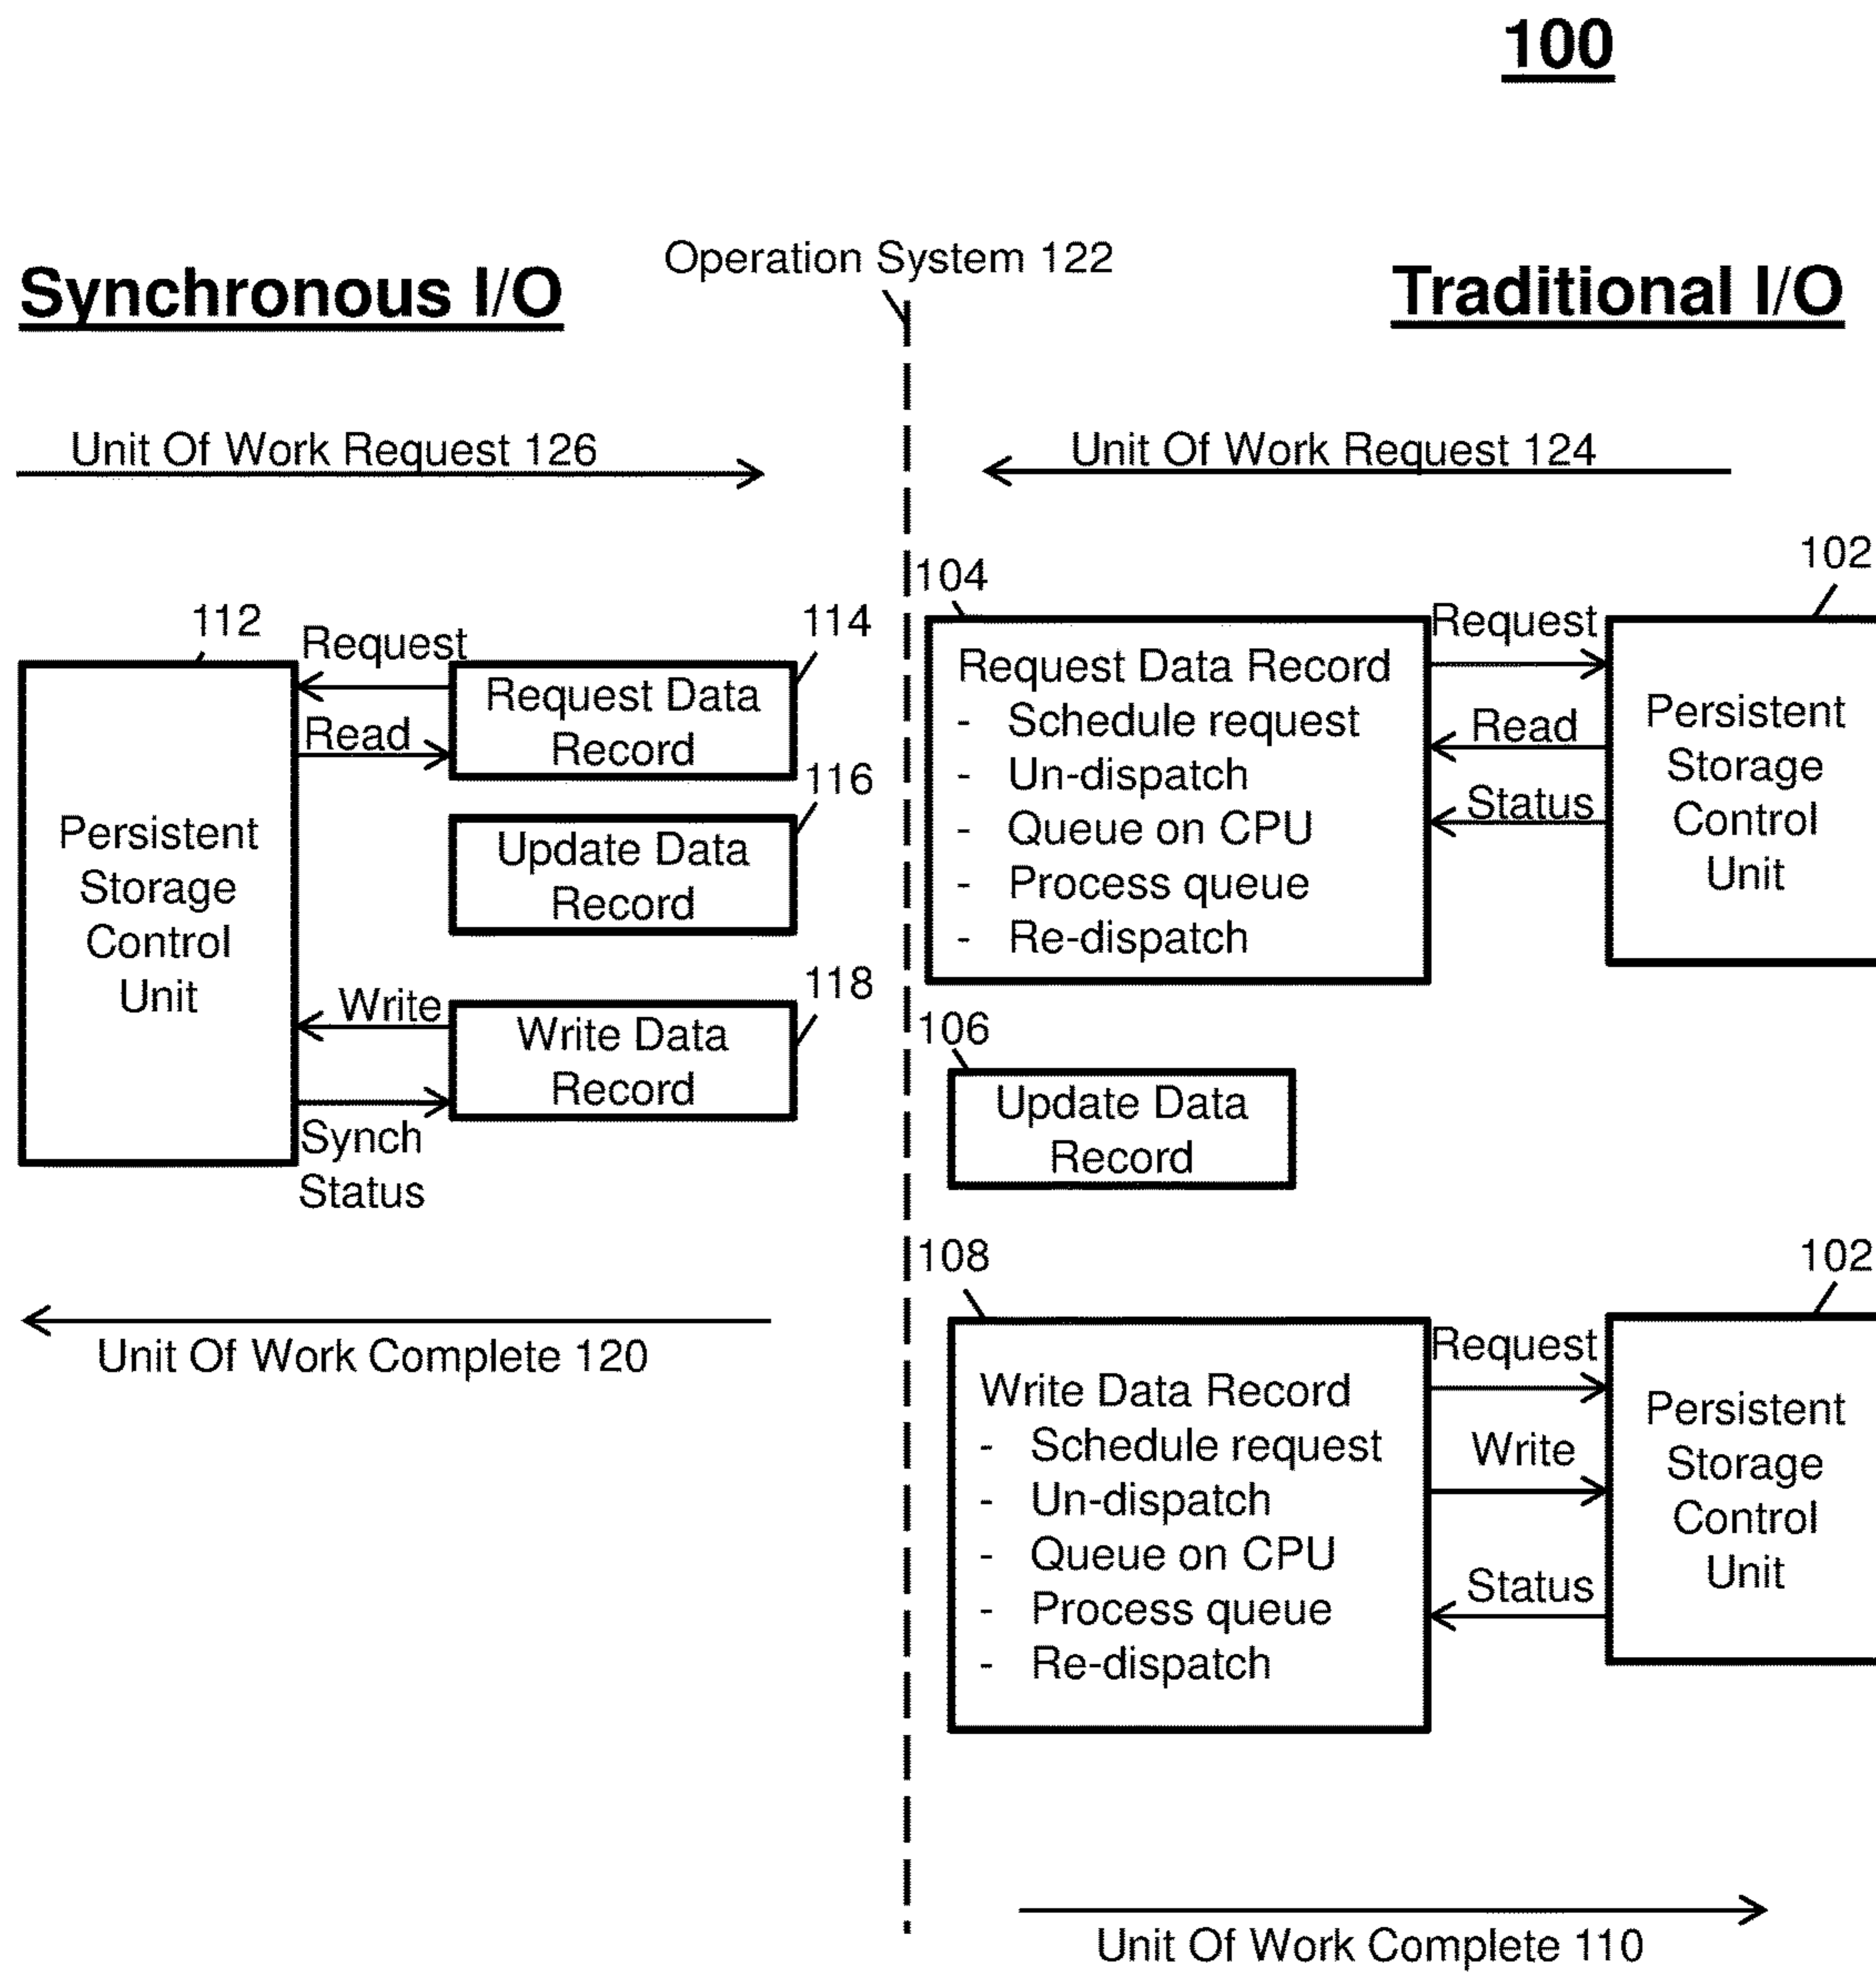 100
Operation System 122
Synchronous I/O
Traditional I/O
Unit Of Work Request 126
Unit Of Work Request 124
112
Request
Read
114
Request Data
Record
116
Update Data
Record
Persistent
Storage
Control
Unit
118
Write
Write Data
Record
Synch
Status
Unit Of Work Complete 120
104
Request Data Record
- Schedule request
- Un-dispatch
- Queue on CPU
- Process queue
- Re-dispatch
Request
Read
Status
102
Persistent
Storage
Control
Unit
106
Update Data
Record
108
Write Data Record
- Schedule request
- Un-dispatch
- Queue on CPU
- Process queue
- Re-dispatch
Request
Write
Status
102
Persistent
Storage
Control
Unit
Unit Of Work Complete 110